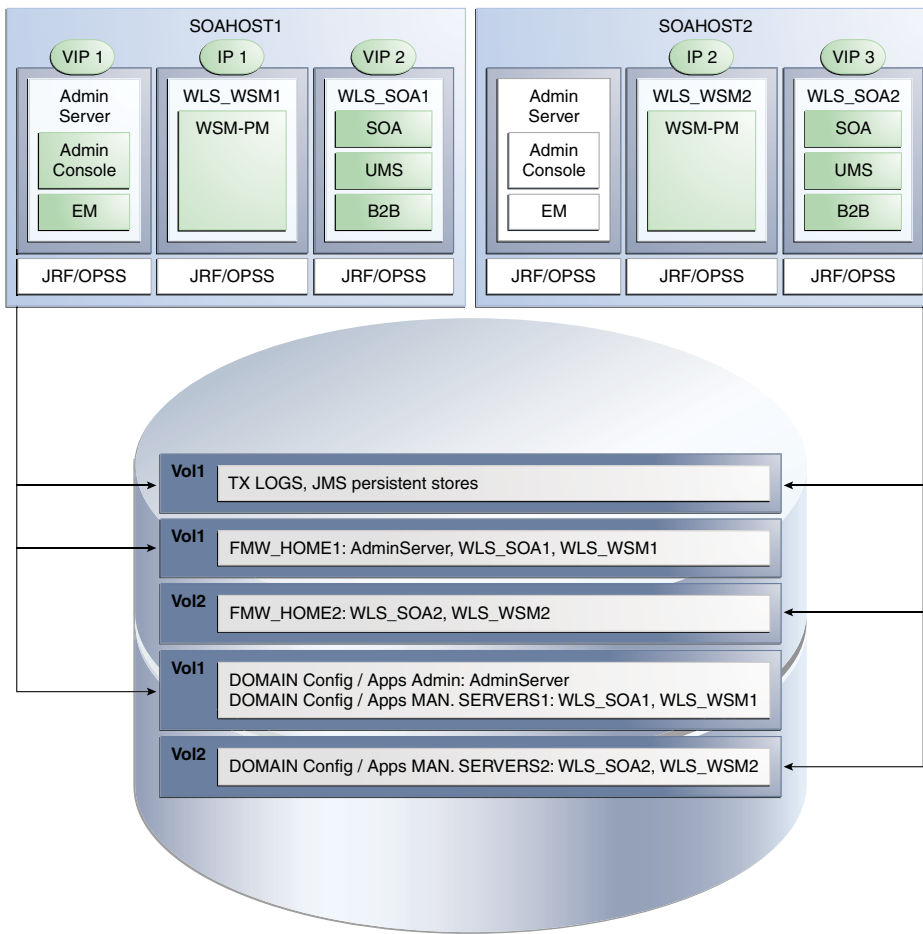 SOAHOST1
VIP 1
IP 1
VIP 2
Admin
Server
Admin
Console
EM
WLS_WSM1
WSM-PM
WLS_SOA1
SOA
UMS
B2B
JRF/OPSS
JRF/OPSS
JRF/OPSS
SOAHOST2
IP 2
VIP 3
Admin
Server
Admin
Console
EM
WLS_WSM2
WSM-PM
WLS_SOA2
SOA
UMS
B2B
JRF/OPSS
JRF/OPSS
JRF/OPSS
Vol1
TX LOGS, JMS persistent stores
Vol1
FMW_HOME1: AdminServer, WLS_SOA1, WLS_WSM1
Vol2
FMW_HOME2: WLS_SOA2, WLS_WSM2
Vol1
DOMAIN Config / Apps Admin: AdminServer
DOMAIN Config / Apps MAN. SERVERS1: WLS_SOA1, WLS_WSM1
Vol2
DOMAIN Config / Apps MAN. SERVERS2: WLS_SOA2, WLS_WSM2